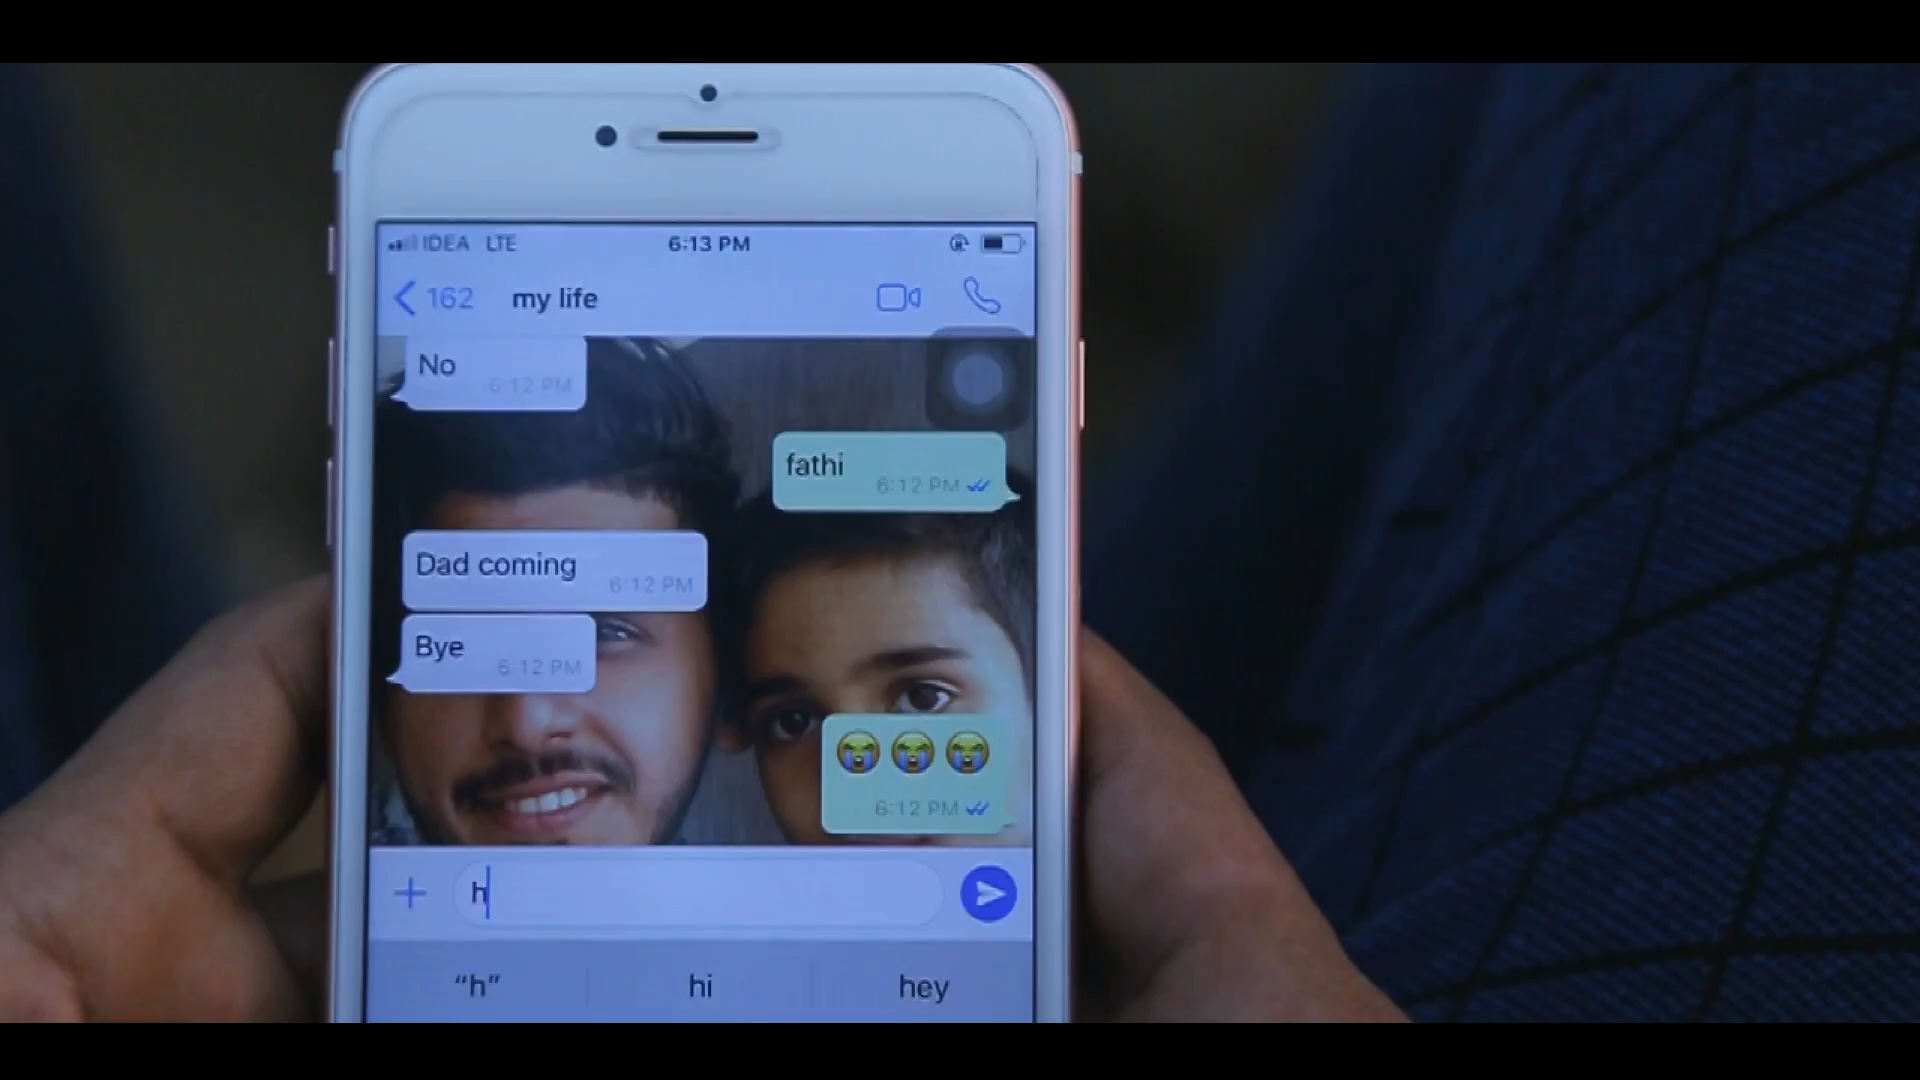 IDEA LTE 6:13 PM
162 my life
No
6:12 PM
fathi
6:12 PM
Dad coming
6:12 PM
Bye
6:12 PM
😭😭😭
6:12 PM
h
“h” hi hey